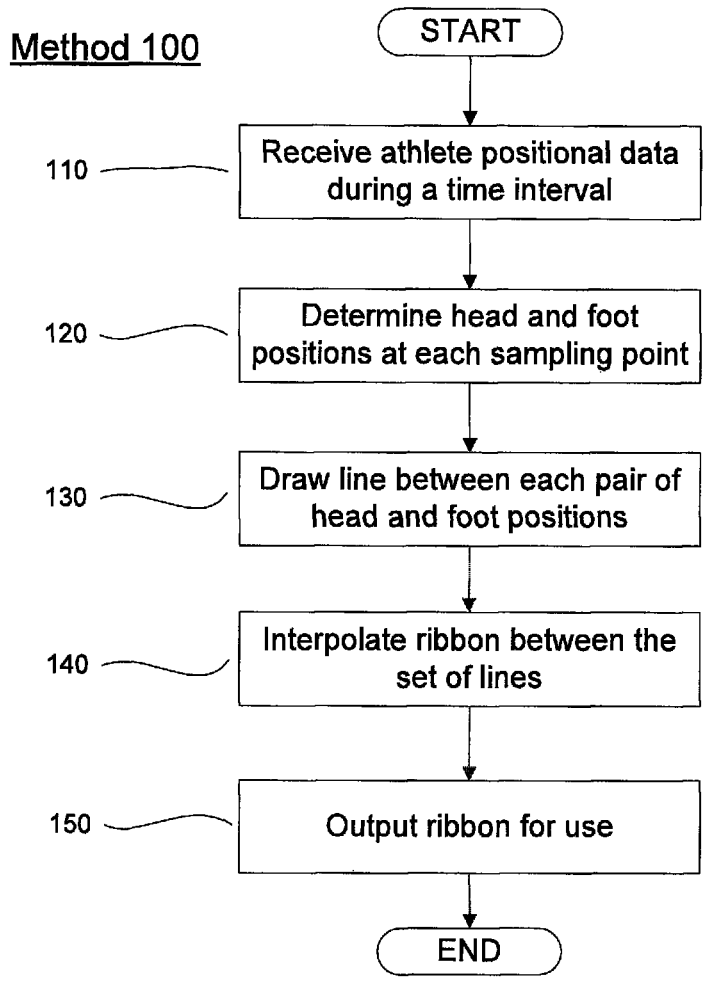 Method 100
START
110
Receive athlete positional data
during a time interval
120
Determine head and foot
positions at each sampling point
130
Draw line between each pair of
head and foot positions
140
Interpolate ribbon between the
set of lines
150
Output ribbon for use
END